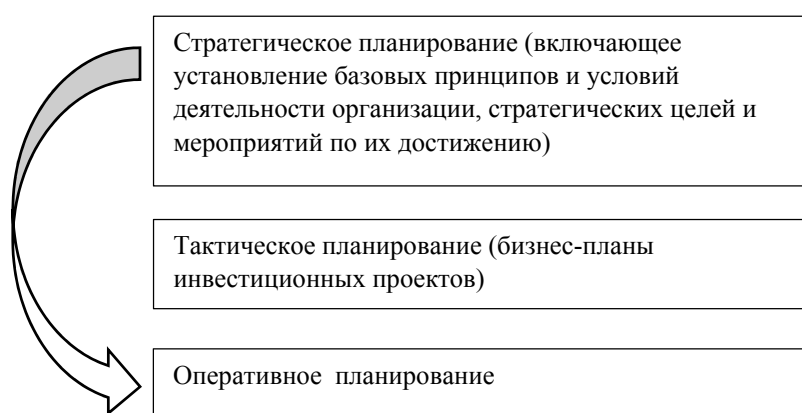 Стратегическое планирование (включающее
установление базовых принципов и условий
деятельности организации, стратегических целей и
мероприятий по их достижению)
Тактическое планирование (бизнес-планы
инвестиционных проектов)
Оперативное планирование